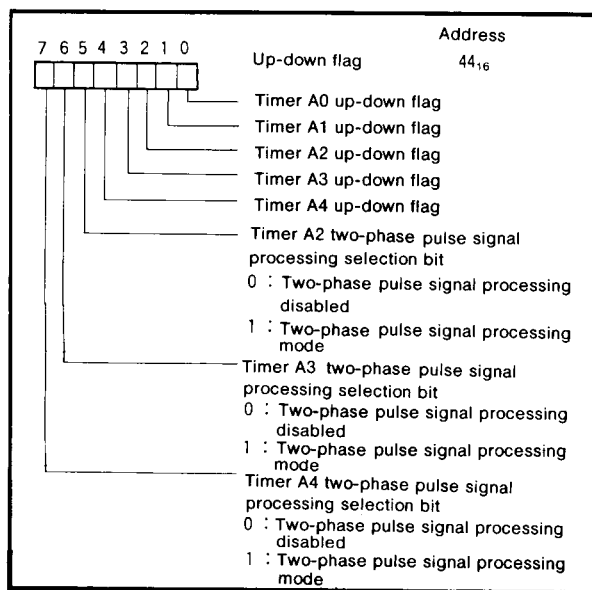 Address
7 6 5 4 3 2 1 0
Up-down flag 44₁₆
Timer A0 up-down flag
Timer A1 up-down flag
Timer A2 up-down flag
Timer A3 up-down flag
Timer A4 up-down flag
Timer A2 two-phase pulse signal
processing selection bit
0 : Two-phase pulse signal processing
disabled
1 : Two-phase pulse signal processing
mode
Timer A3 two-phase pulse signal
processing selection bit
0 : Two-phase pulse signal processing
disabled
1 : Two-phase pulse signal processing
mode
Timer A4 two-phase pulse signal
processing selection bit
0 : Two-phase pulse signal processing
disabled
1 : Two-phase pulse signal processing
mode